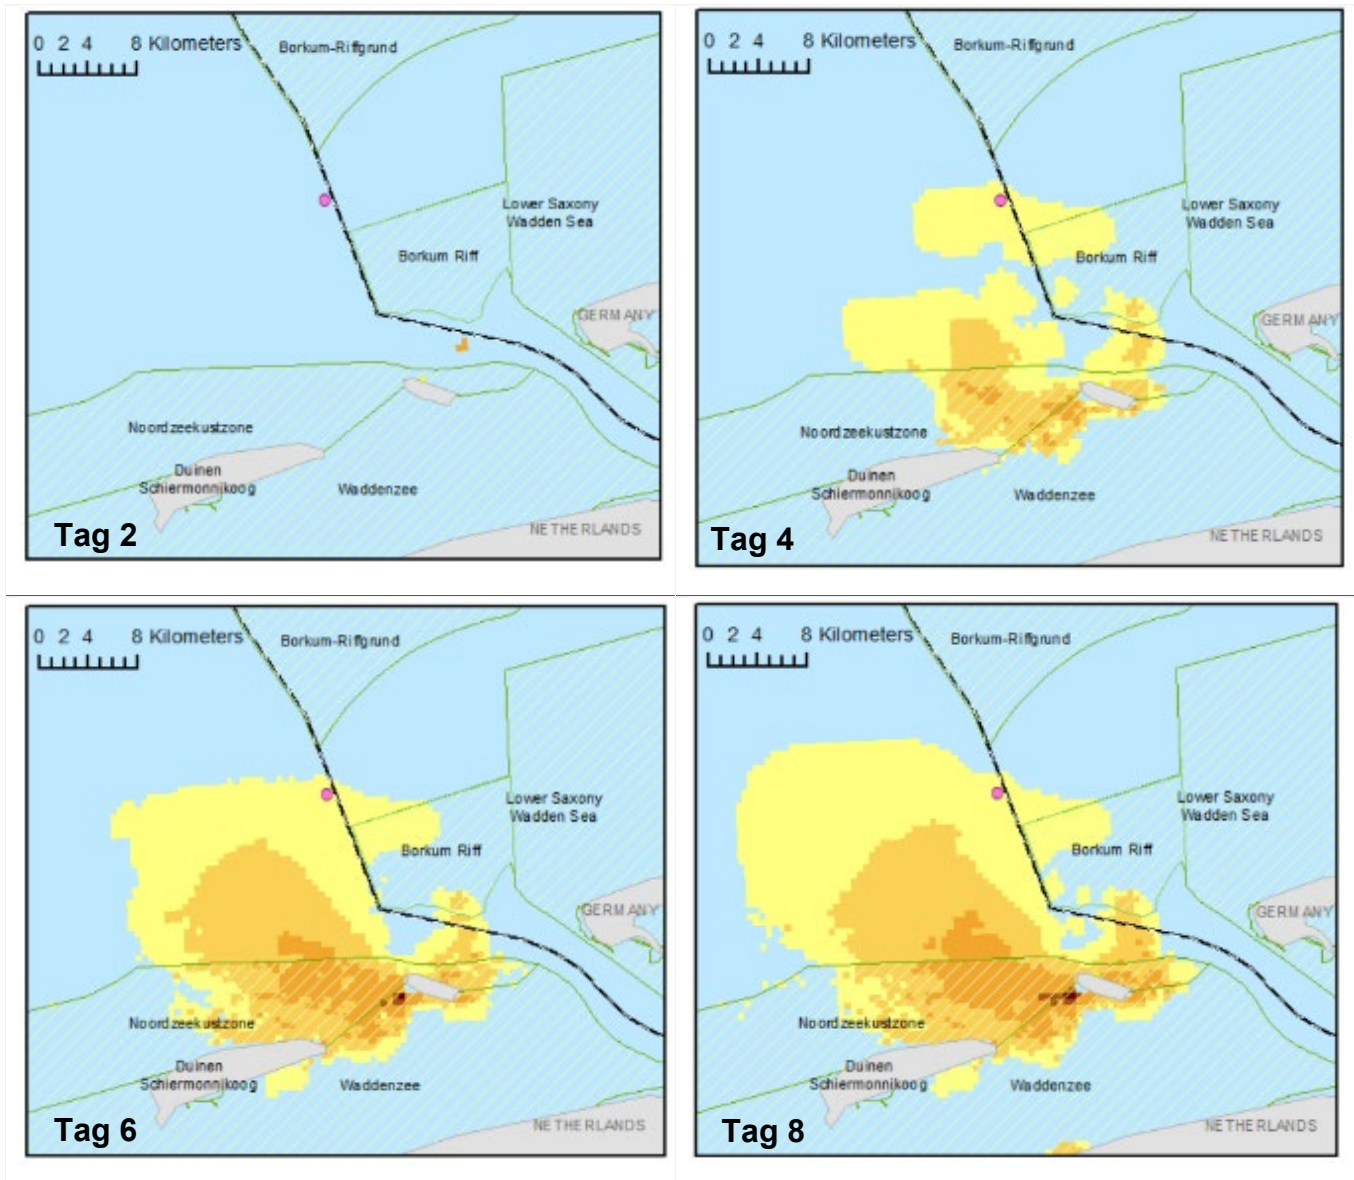 0 2 4 8 Kilometers
Borkum-Riffgrund
Lower Saxony
Wadden Sea
Borkum Riff
GERMANY
Noordzeekustzone
Duinen
Schiermonnikoog
Waddenzee
NETHERLANDS
Tag 2
0 2 4 8 Kilometers
Borkum-Riffgrund
Lower Saxony
Wadden Sea
Borkum Riff
GERMANY
Noordzeekustzone
Duinen
Schiermonnikoog
Waddenzee
NETHERLANDS
Tag 4
0 2 4 8 Kilometers
Borkum-Riffgrund
Lower Saxony
Wadden Sea
Borkum Riff
GERMANY
Noordzeekustzone
Duinen
Schiermonnikoog
Waddenzee
NETHERLANDS
Tag 6
0 2 4 8 Kilometers
Borkum-Riffgrund
Lower Saxony
Wadden Sea
Borkum Riff
GERMANY
Noordzeekustzone
Duinen
Schiermonnikoog
Waddenzee
NETHERLANDS
Tag 8